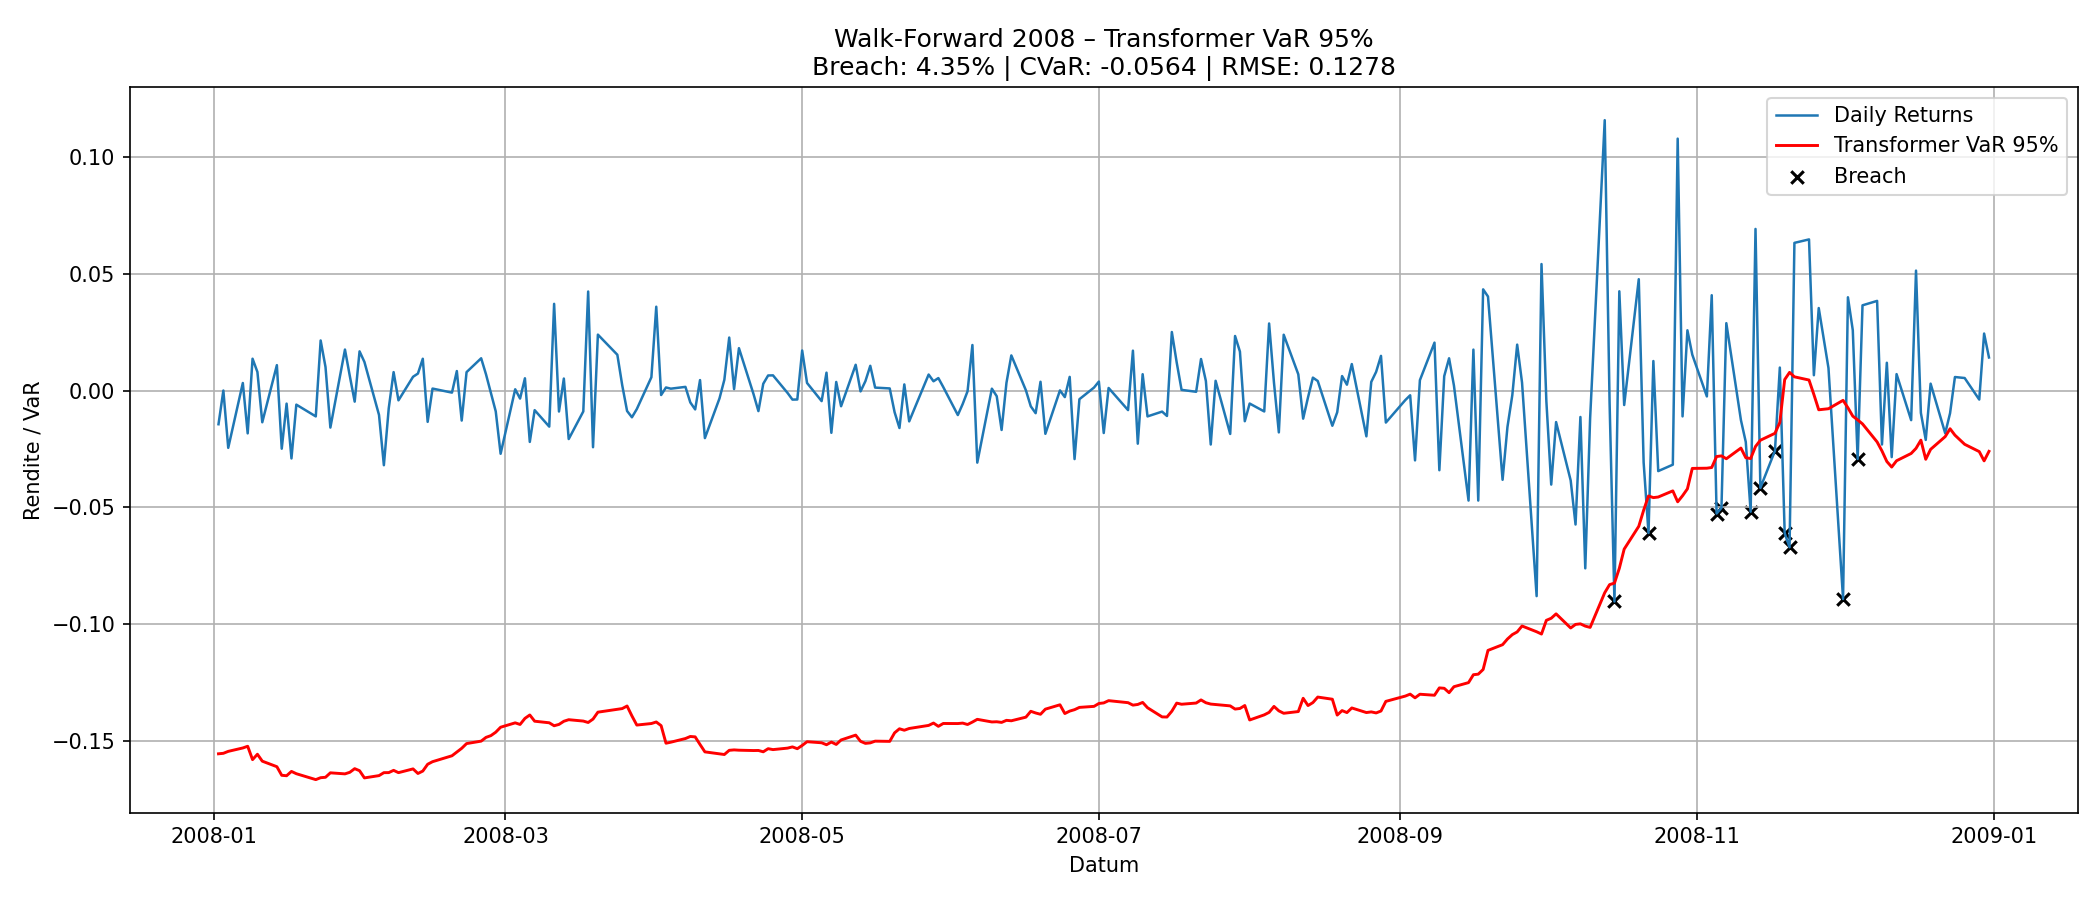 Walk-Forward 2008 – Transformer VaR 95%
Breach: 4.35% | CVaR: -0.0564 | RMSE: 0.1278
Daily Returns
Transformer VaR 95%
Breach
Rendite / VaR
0.10
0.05
0.00
−0.05
−0.10
−0.15
2008-01
2008-03
2008-05
2008-07
2008-09
2008-11
2009-01
Datum